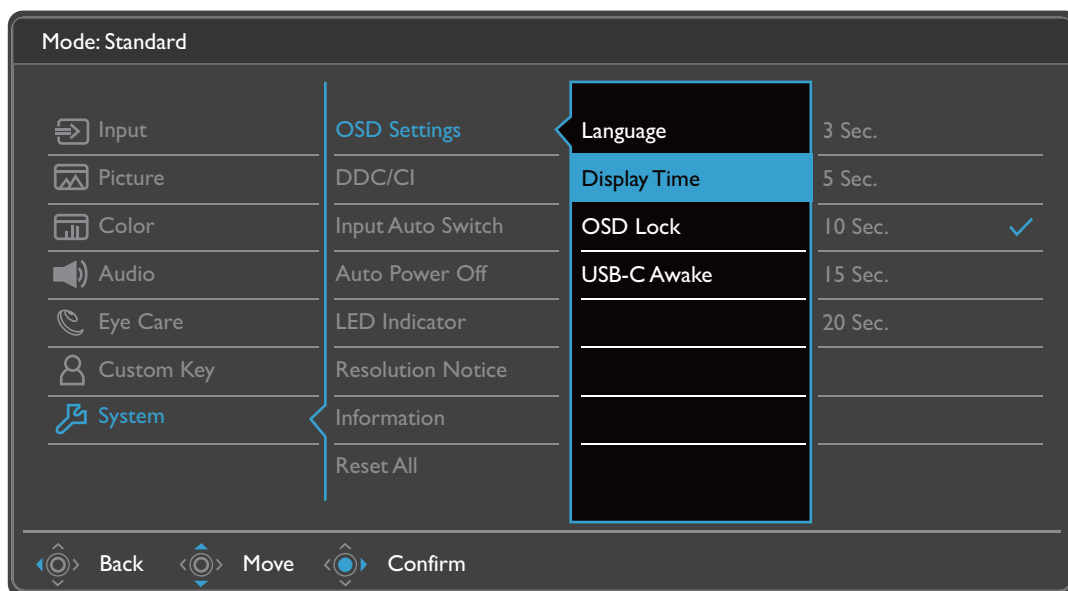 Mode: Standard
Input
Picture
Color
Audio
Eye Care
Custom Key
System
OSD Settings
DDC/CI
Input Auto Switch
Auto Power Off
LED Indicator
Resolution Notice
Information
Reset All
Language
Display Time
OSD Lock
USB-C Awake
3 Sec.
5 Sec.
10 Sec.
15 Sec.
20 Sec.
Back Move Confirm